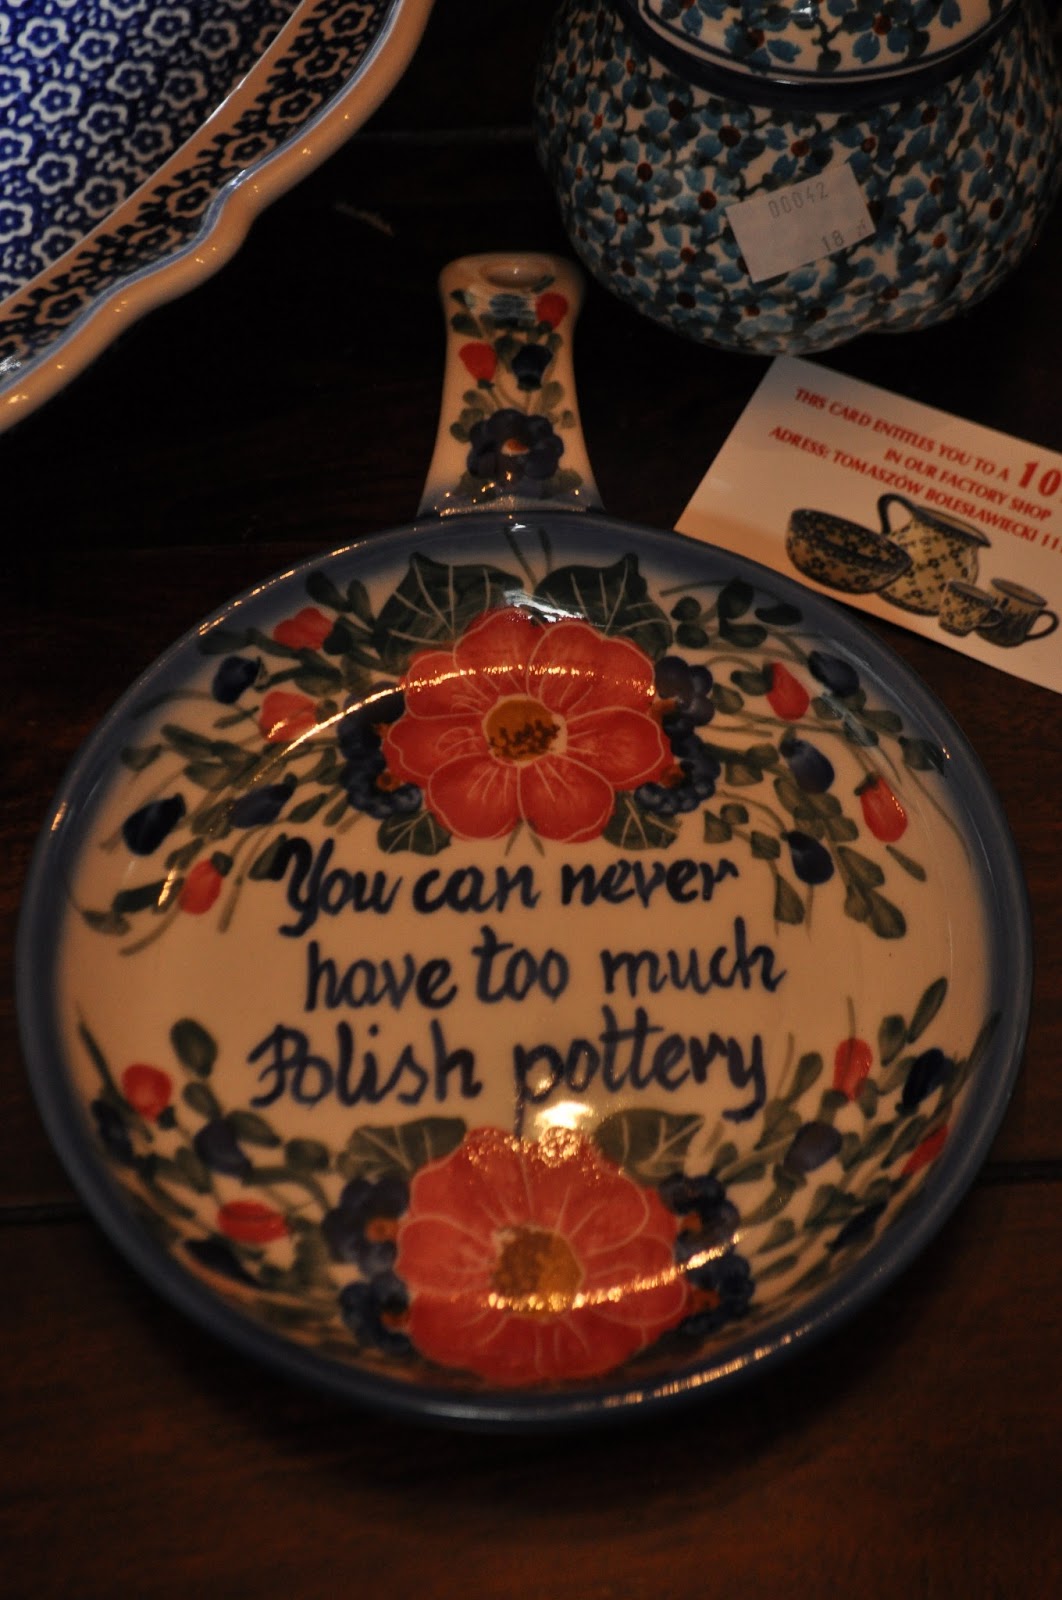 00042
18 zł
THIS CARD ENTITLES YOU TO A 10
IN OUR FACTORY SHOP
ADRESS: TOMASZÓW BOLESŁAWIECKI 11
You can never
have too much
Polish pottery